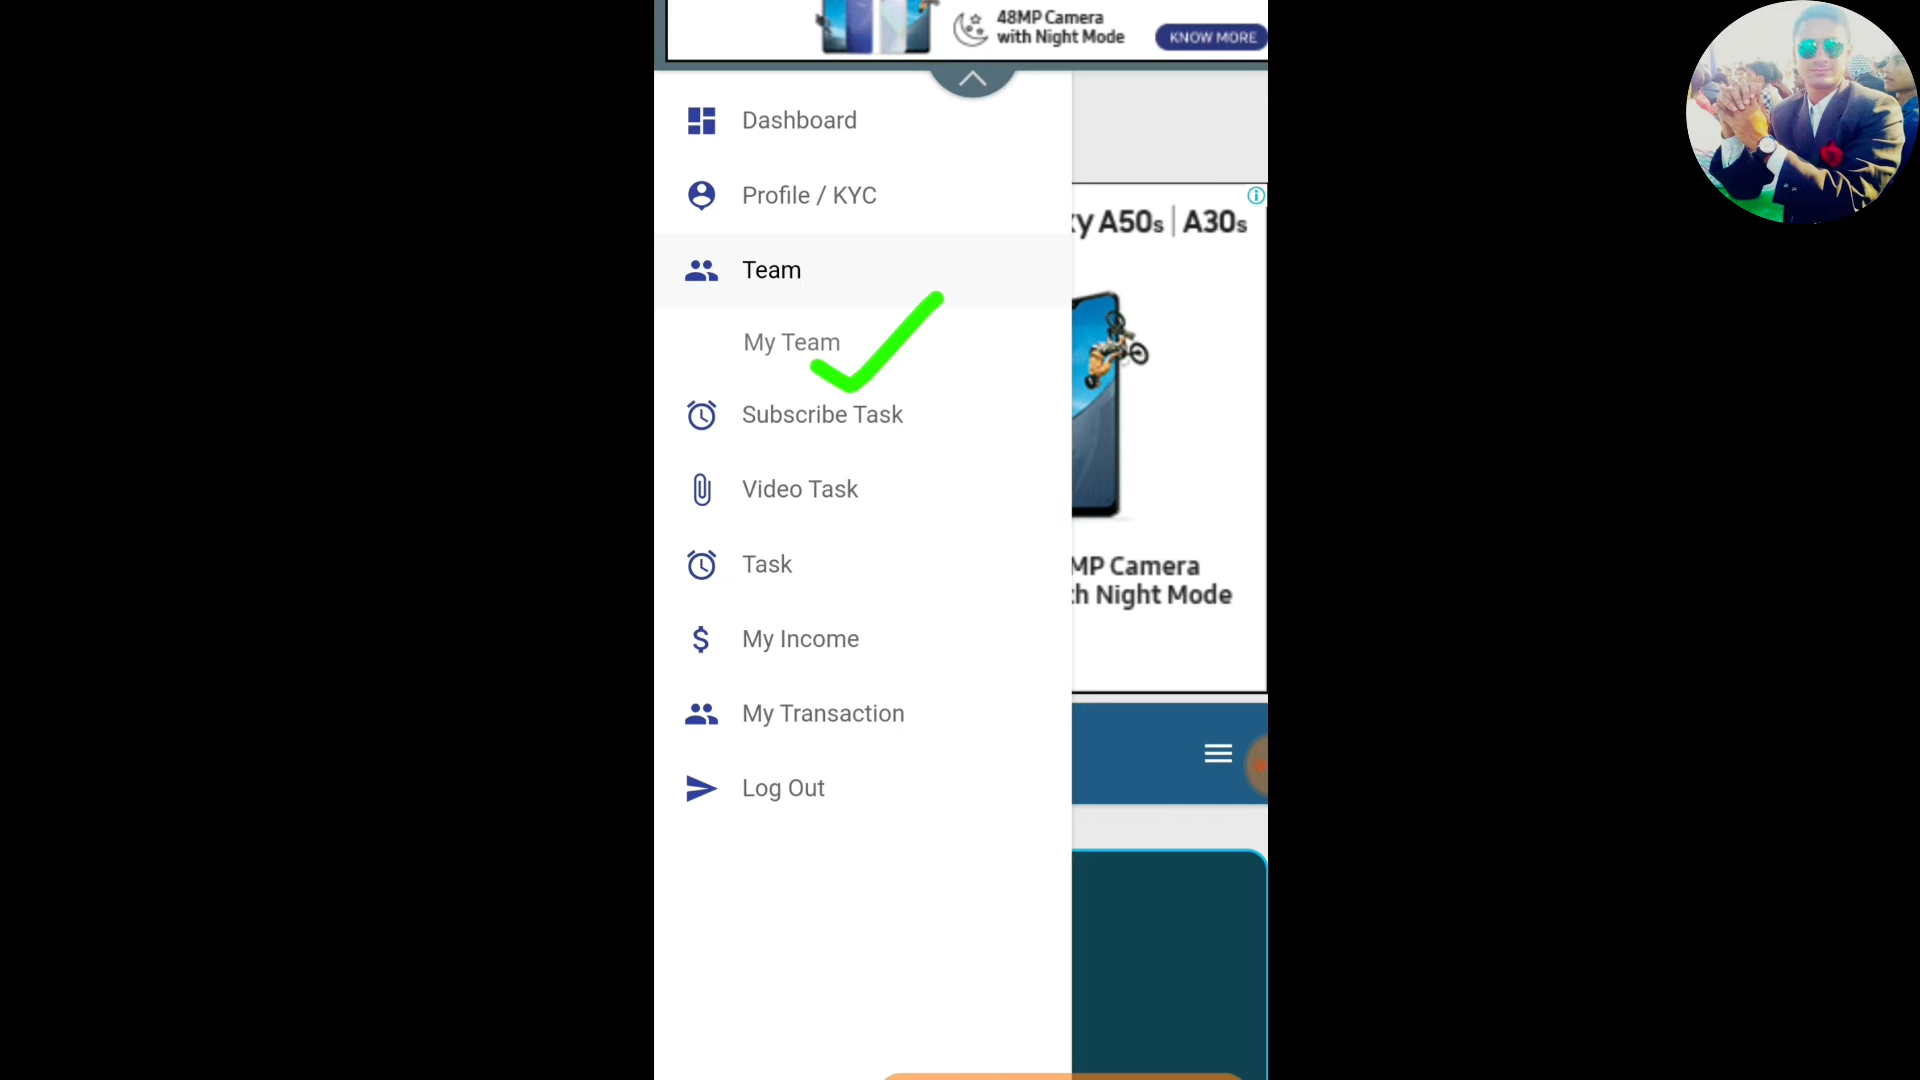 48MP Camera
with Night Mode
KNOW MORE
Dashboard
Profile / KYC
Team
My Team
Subscribe Task
Video Task
Task
My Income
My Transaction
Log Out
y A50s | A30s
MP Camera
h Night Mode